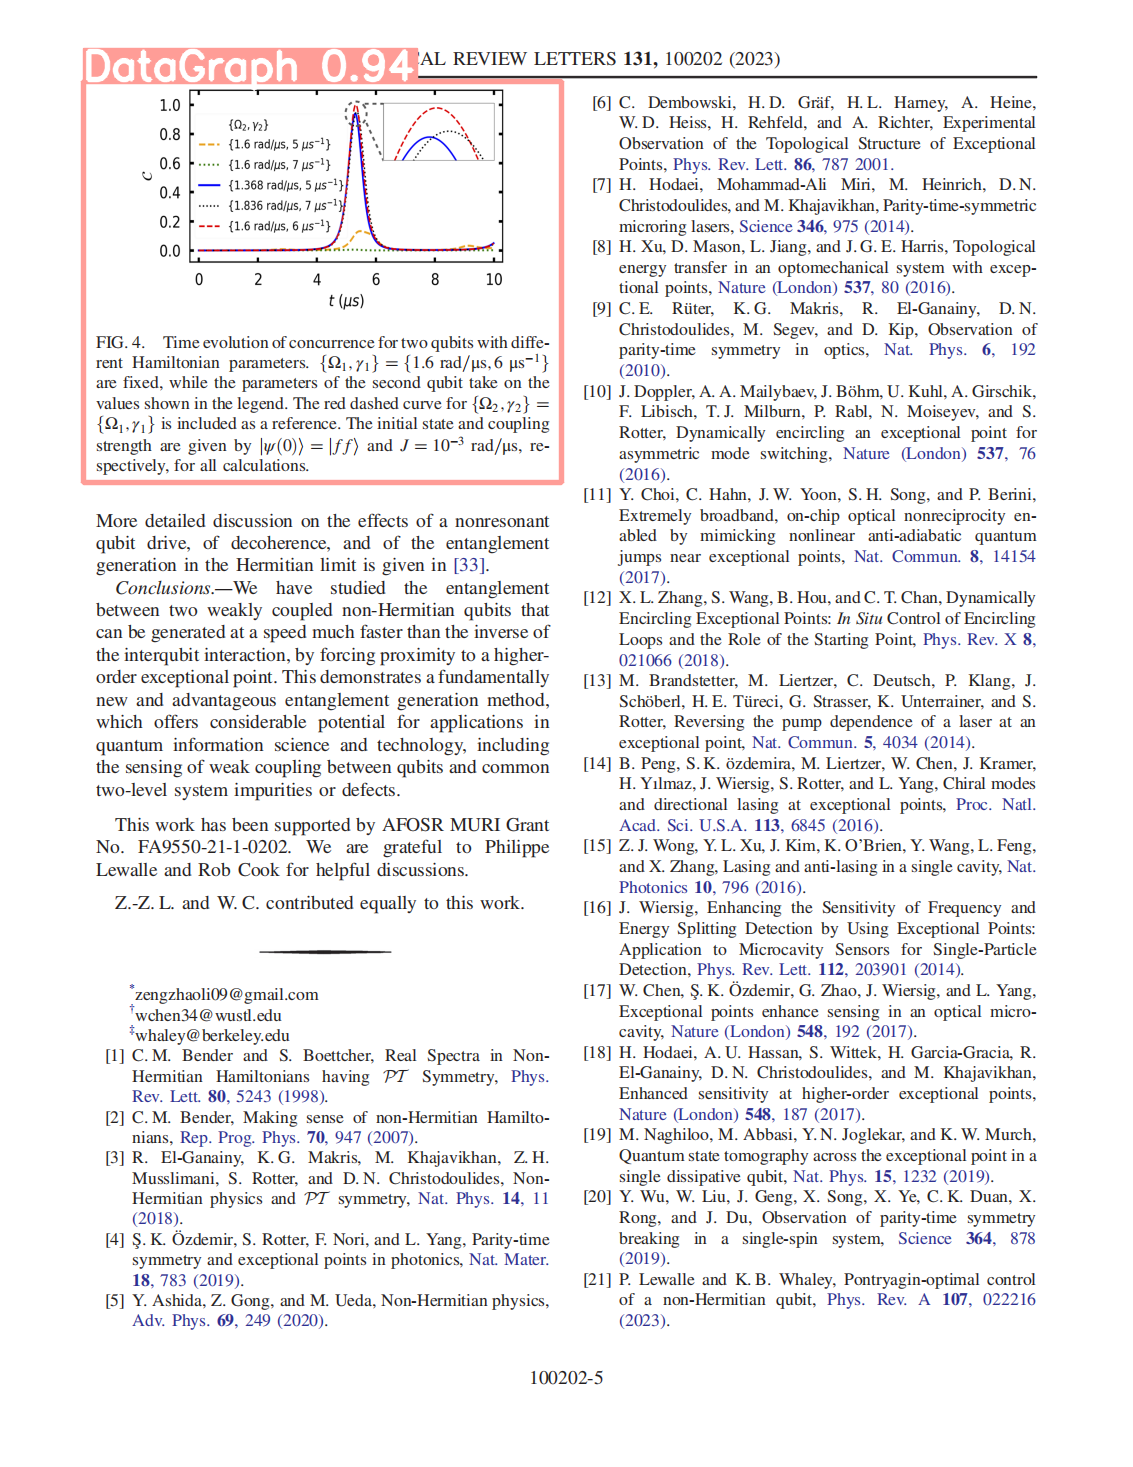 DataGraph 0.94
AL REVIEW LETTERS 131, 100202 (2023)
1.0
0.8
0.6
0.4
0.2
0.0
C
{Ω2, γ2}
{1.6 rad/μs, 5 μs−1}
{1.6 rad/μs, 7 μs−1}
{1.368 rad/μs, 5 μs−1}
{1.836 rad/μs, 7 μs−1}
{1.6 rad/μs, 6 μs−1}
0 2 4 6 8 10
t (μs)
FIG. 4. Time evolution of concurrence for two qubits with diffe-
rent Hamiltonian parameters. {Ω1, γ1} = {1.6 rad/μs, 6 μs−1}
are fixed, while the parameters of the second qubit take on the
values shown in the legend. The red dashed curve for {Ω2, γ2} =
{Ω1, γ1} is included as a reference. The initial state and coupling
strength are given by |ψ(0)⟩ = |ff⟩ and J = 10−3 rad/μs, re-
spectively, for all calculations.
More detailed discussion on the effects of a nonresonant
qubit drive, of decoherence, and of the entanglement
generation in the Hermitian limit is given in [33].
Conclusions.—We have studied the entanglement
between two weakly coupled non-Hermitian qubits that
can be generated at a speed much faster than the inverse of
the interqubit interaction, by forcing proximity to a higher-
order exceptional point. This demonstrates a fundamentally
new and advantageous entanglement generation method,
which offers considerable potential for applications in
quantum information science and technology, including
the sensing of weak coupling between qubits and common
two-level system impurities or defects.
This work has been supported by AFOSR MURI Grant
No. FA9550-21-1-0202. We are grateful to Philippe
Lewalle and Rob Cook for helpful discussions.
Z.-Z. L. and W. C. contributed equally to this work.
*zengzhaoli09@gmail.com
†wchen34@wustl.edu
‡whaley@berkeley.edu
[1] C. M. Bender and S. Boettcher, Real Spectra in Non-
Hermitian Hamiltonians having PT Symmetry, Phys.
Rev. Lett. 80, 5243 (1998).
[2] C. M. Bender, Making sense of non-Hermitian Hamilto-
nians, Rep. Prog. Phys. 70, 947 (2007).
[3] R. El-Ganainy, K. G. Makris, M. Khajavikhan, Z. H.
Musslimani, S. Rotter, and D. N. Christodoulides, Non-
Hermitian physics and PT symmetry, Nat. Phys. 14, 11
(2018).
[4] Ş. K. Özdemir, S. Rotter, F. Nori, and L. Yang, Parity-time
symmetry and exceptional points in photonics, Nat. Mater.
18, 783 (2019).
[5] Y. Ashida, Z. Gong, and M. Ueda, Non-Hermitian physics,
Adv. Phys. 69, 249 (2020).
[6] C. Dembowski, H. D. Gräf, H. L. Harney, A. Heine,
W. D. Heiss, H. Rehfeld, and A. Richter, Experimental
Observation of the Topological Structure of Exceptional
Points, Phys. Rev. Lett. 86, 787 2001.
[7] H. Hodaei, Mohammad-Ali Miri, M. Heinrich, D. N.
Christodoulides, and M. Khajavikhan, Parity-time-symmetric
microring lasers, Science 346, 975 (2014).
[8] H. Xu, D. Mason, L. Jiang, and J. G. E. Harris, Topological
energy transfer in an optomechanical system with excep-
tional points, Nature (London) 537, 80 (2016).
[9] C. E. Rüter, K. G. Makris, R. El-Ganainy, D. N.
Christodoulides, M. Segev, and D. Kip, Observation of
parity-time symmetry in optics, Nat. Phys. 6, 192
(2010).
[10] J. Doppler, A. A. Mailybaev, J. Böhm, U. Kuhl, A. Girschik,
F. Libisch, T. J. Milburn, P. Rabl, N. Moiseyev, and S.
Rotter, Dynamically encircling an exceptional point for
asymmetric mode switching, Nature (London) 537, 76
(2016).
[11] Y. Choi, C. Hahn, J. W. Yoon, S. H. Song, and P. Berini,
Extremely broadband, on-chip optical nonreciprocity en-
abled by mimicking nonlinear anti-adiabatic quantum
jumps near exceptional points, Nat. Commun. 8, 14154
(2017).
[12] X. L. Zhang, S. Wang, B. Hou, and C. T. Chan, Dynamically
Encircling Exceptional Points: In Situ Control of Encircling
Loops and the Role of the Starting Point, Phys. Rev. X 8,
021066 (2018).
[13] M. Brandstetter, M. Liertzer, C. Deutsch, P. Klang, J.
Schöberl, H. E. Türeci, G. Strasser, K. Unterrainer, and S.
Rotter, Reversing the pump dependence of a laser at an
exceptional point, Nat. Commun. 5, 4034 (2014).
[14] B. Peng, S. K. özdemira, M. Liertzer, W. Chen, J. Kramer,
H. Yılmaz, J. Wiersig, S. Rotter, and L. Yang, Chiral modes
and directional lasing at exceptional points, Proc. Natl.
Acad. Sci. U.S.A. 113, 6845 (2016).
[15] Z. J. Wong, Y. L. Xu, J. Kim, K. O'Brien, Y. Wang, L. Feng,
and X. Zhang, Lasing and anti-lasing in a single cavity, Nat.
Photonics 10, 796 (2016).
[16] J. Wiersig, Enhancing the Sensitivity of Frequency and
Energy Splitting Detection by Using Exceptional Points:
Application to Microcavity Sensors for Single-Particle
Detection, Phys. Rev. Lett. 112, 203901 (2014).
[17] W. Chen, Ş. K. Özdemir, G. Zhao, J. Wiersig, and L. Yang,
Exceptional points enhance sensing in an optical micro-
cavity, Nature (London) 548, 192 (2017).
[18] H. Hodaei, A. U. Hassan, S. Wittek, H. Garcia-Gracia, R.
El-Ganainy, D. N. Christodoulides, and M. Khajavikhan,
Enhanced sensitivity at higher-order exceptional points,
Nature (London) 548, 187 (2017).
[19] M. Naghiloo, M. Abbasi, Y. N. Joglekar, and K. W. Murch,
Quantum state tomography across the exceptional point in a
single dissipative qubit, Nat. Phys. 15, 1232 (2019).
[20] Y. Wu, W. Liu, J. Geng, X. Song, X. Ye, C. K. Duan, X.
Rong, and J. Du, Observation of parity-time symmetry
breaking in a single-spin system, Science 364, 878
(2019).
[21] P. Lewalle and K. B. Whaley, Pontryagin-optimal control
of a non-Hermitian qubit, Phys. Rev. A 107, 022216
(2023).
100202-5